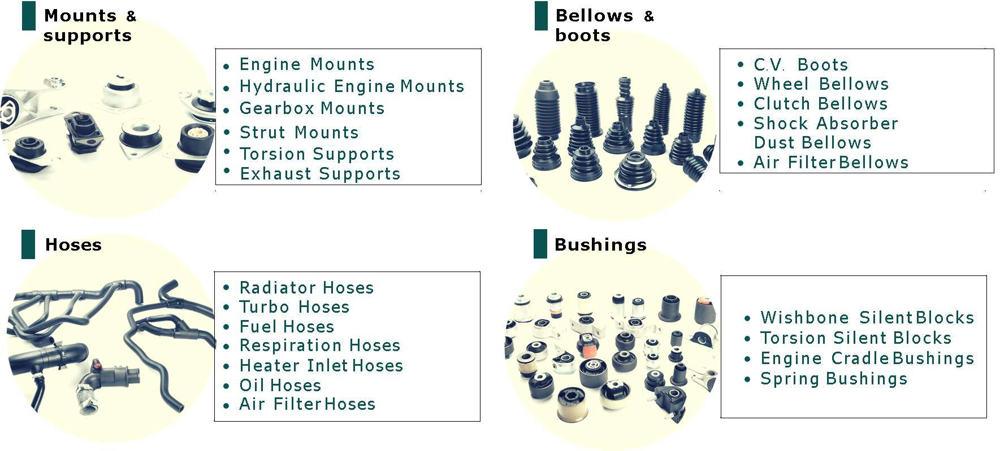 Mounts &
supports
• Engine Mounts
• Hydraulic Engine Mounts
• Gearbox Mounts
• Strut Mounts
• Torsion Supports
• Exhaust Supports
Bellows &
boots
• C.V. Boots
• Wheel Bellows
• Clutch Bellows
• Shock Absorber
Dust Bellows
• Air Filter Bellows
Hoses
• Radiator Hoses
• Turbo Hoses
• Fuel Hoses
• Respiration Hoses
• Heater Inlet Hoses
• Oil Hoses
• Air Filter Hoses
Bushings
• Wishbone Silent Blocks
• Torsion Silent Blocks
• Engine Cradle Bushings
• Spring Bushings